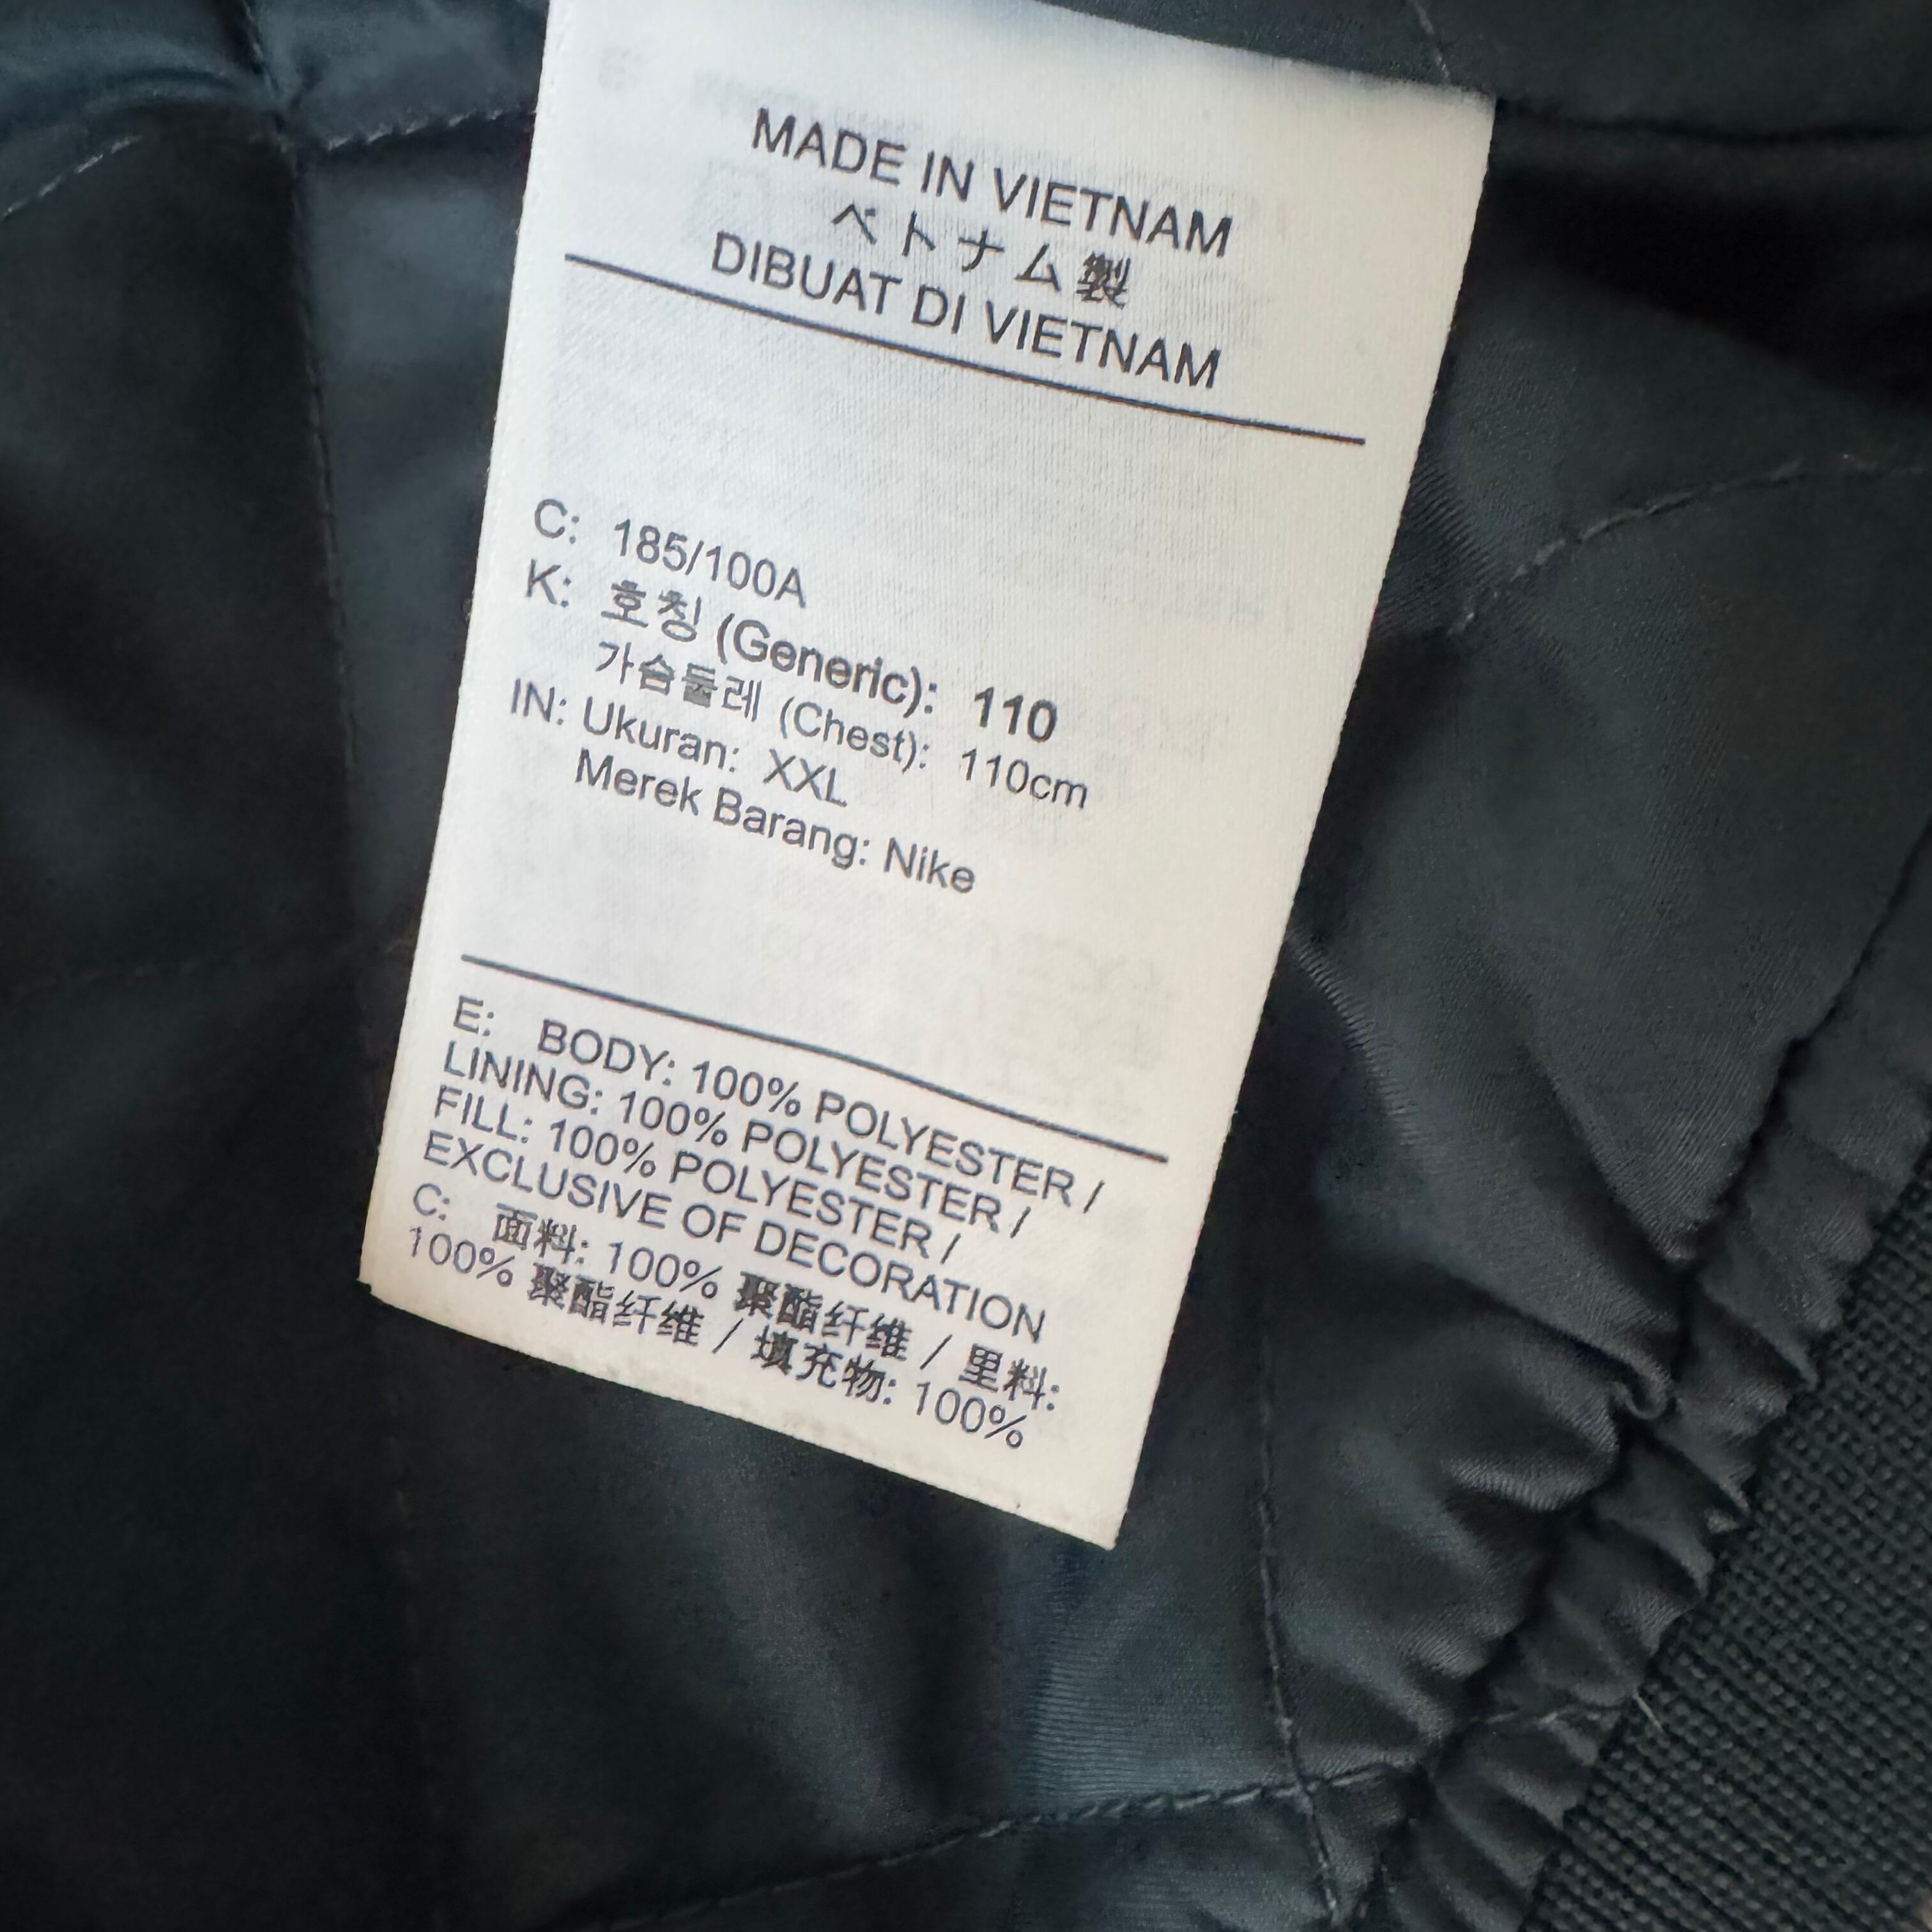 MADE IN VIETNAM
ベトナム製
DIBUAT DI VIETNAM
C: 185/100A
K: 호칭 (Generic): 110
가슴둘레 (Chest): 110cm
IN: Ukuran: XXL
Merek Barang: Nike
E: BODY: 100% POLYESTER /
LINING: 100% POLYESTER /
FILL: 100% POLYESTER /
EXCLUSIVE OF DECORATION
C: 面料: 100% 聚酯纤维 / 里料:
100% 聚酯纤维 / 填充物: 100%